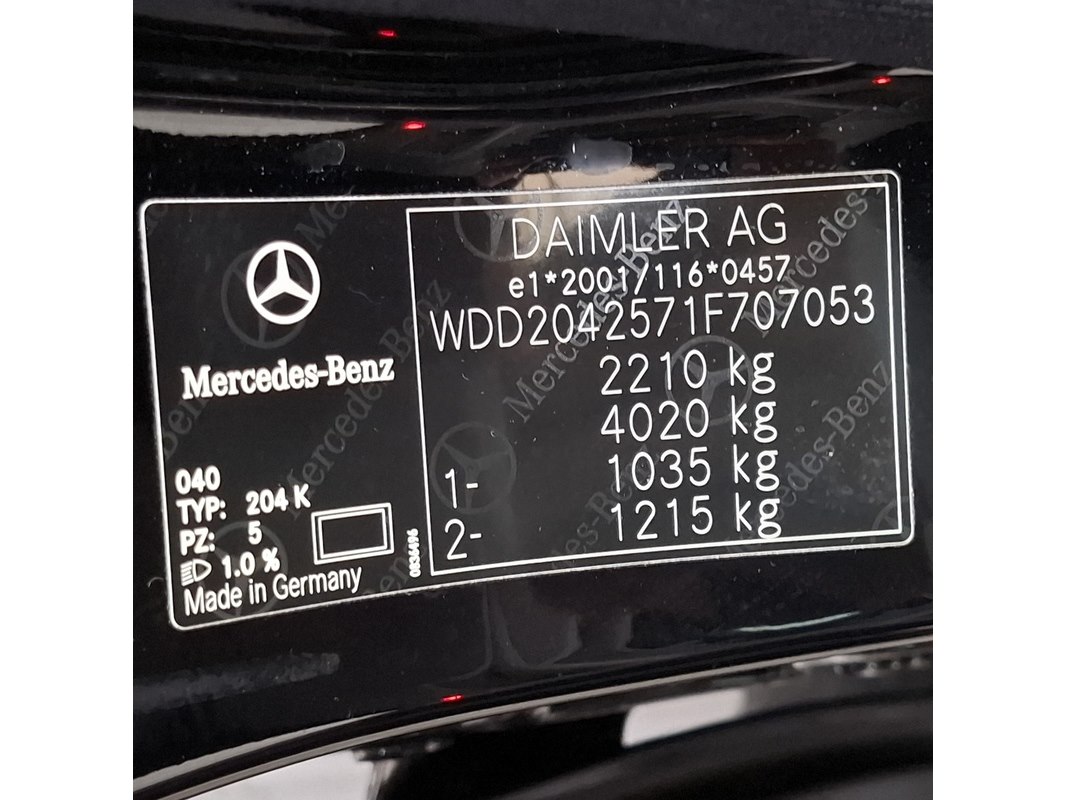 Mercedes-Benz
040
TYP: 204 K
PZ: 5
1.0 %
Made in Germany
0836496
DAIMLER AG
e1*2001/116*0457
WDD2042571F707053
2210 kg
4020 kg
1- 1035 kg
2- 1215 kg